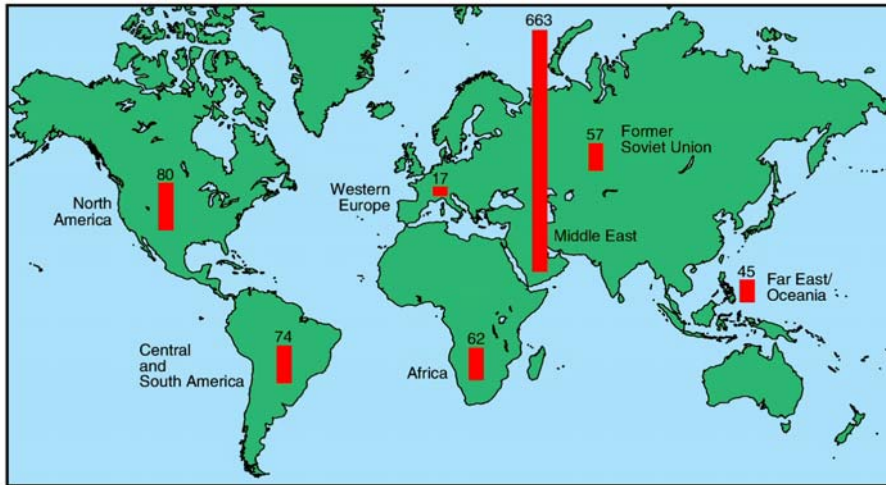 663
57
Former
Soviet Union
80
North
America
17
Western
Europe
Middle East
45
Far East/
Oceania
74
Central
and
South America
62
Africa